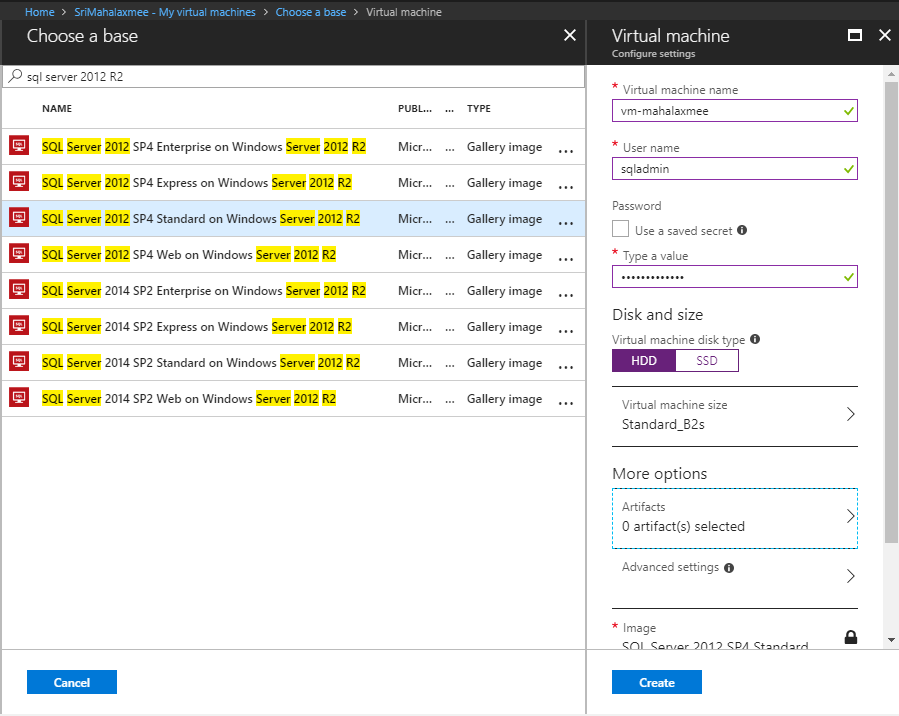 Home > SriMahalaxmee - My virtual machines > Choose a base > Virtual machine
Choose a base
sql server 2012 R2
NAME PUBL... ... TYPE
SQL Server 2012 SP4 Enterprise on Windows Server 2012 R2 Micr... ... Gallery image ...
SQL Server 2012 SP4 Express on Windows Server 2012 R2 Micr... ... Gallery image ...
SQL Server 2012 SP4 Standard on Windows Server 2012 R2 Micr... ... Gallery image ...
SQL Server 2012 SP4 Web on Windows Server 2012 R2 Micr... ... Gallery image ...
SQL Server 2014 SP2 Enterprise on Windows Server 2012 R2 Micr... ... Gallery image ...
SQL Server 2014 SP2 Express on Windows Server 2012 R2 Micr... ... Gallery image ...
SQL Server 2014 SP2 Standard on Windows Server 2012 R2 Micr... ... Gallery image ...
SQL Server 2014 SP2 Web on Windows Server 2012 R2 Micr... ... Gallery image ...
Cancel
Virtual machine
Configure settings
* Virtual machine name
vm-mahalaxmee
* User name
sqladmin
Password
Use a saved secret
* Type a value
•••••••••••••
Disk and size
Virtual machine disk type
HDD SSD
Virtual machine size
Standard_B2s
More options
Artifacts
0 artifact(s) selected
Advanced settings
* Image
SQL Server 2012 SP4 Standard
Create